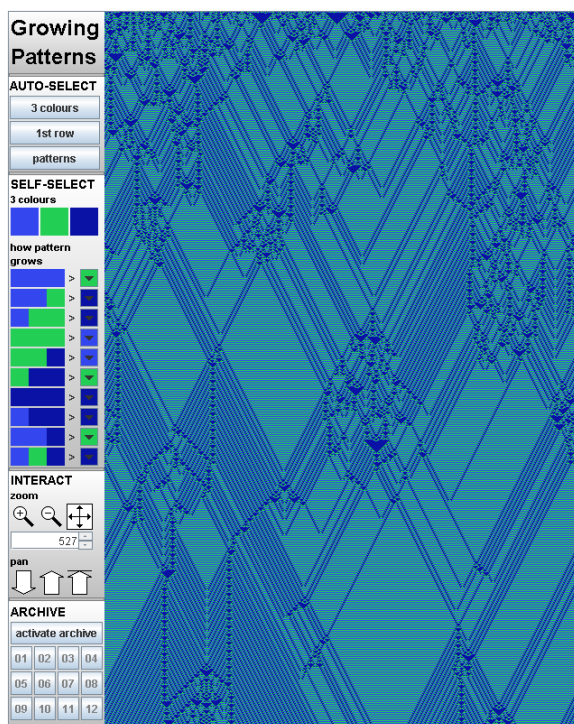 Growing
Patterns
AUTO-SELECT
3 colours
1st row
patterns
SELF-SELECT
3 colours
how pattern
grows
>
>
>
>
>
>
>
>
>
>
INTERACT
zoom
527
pan
ARCHIVE
activate archive
01 02 03 04
05 06 07 08
09 10 11 12